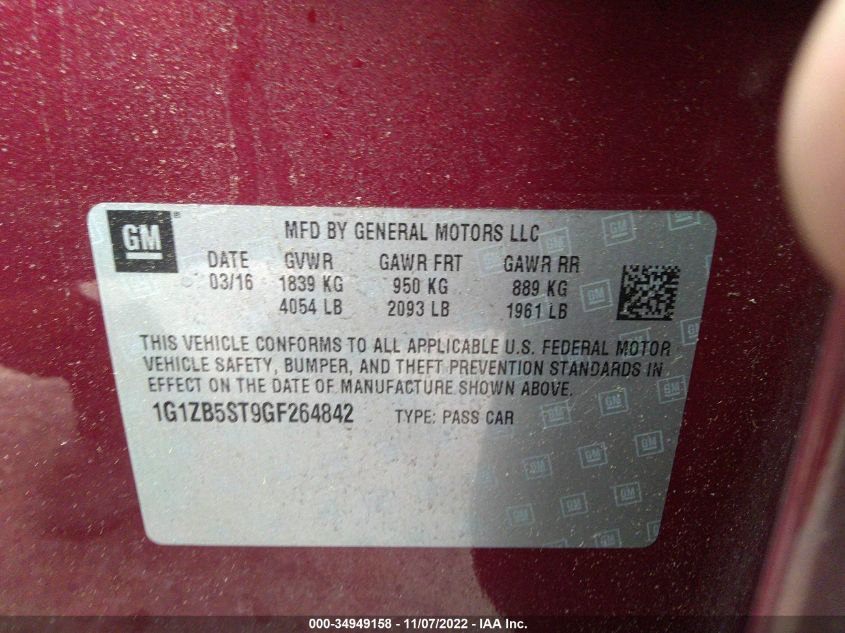 GM ® MFD BY GENERAL MOTORS LLC
DATE GVWR GAWR FRT GAWR RR
03/16 1839 KG 950 KG 889 KG
4054 LB 2093 LB 1961 LB
THIS VEHICLE CONFORMS TO ALL APPLICABLE U.S. FEDERAL MOTOR
VEHICLE SAFETY, BUMPER, AND THEFT PREVENTION STANDARDS IN
EFFECT ON THE DATE OF MANUFACTURE SHOWN ABOVE.
1G1ZB5ST9GF264842 TYPE: PASS CAR
000-34949158 - 11/07/2022 - IAA Inc.